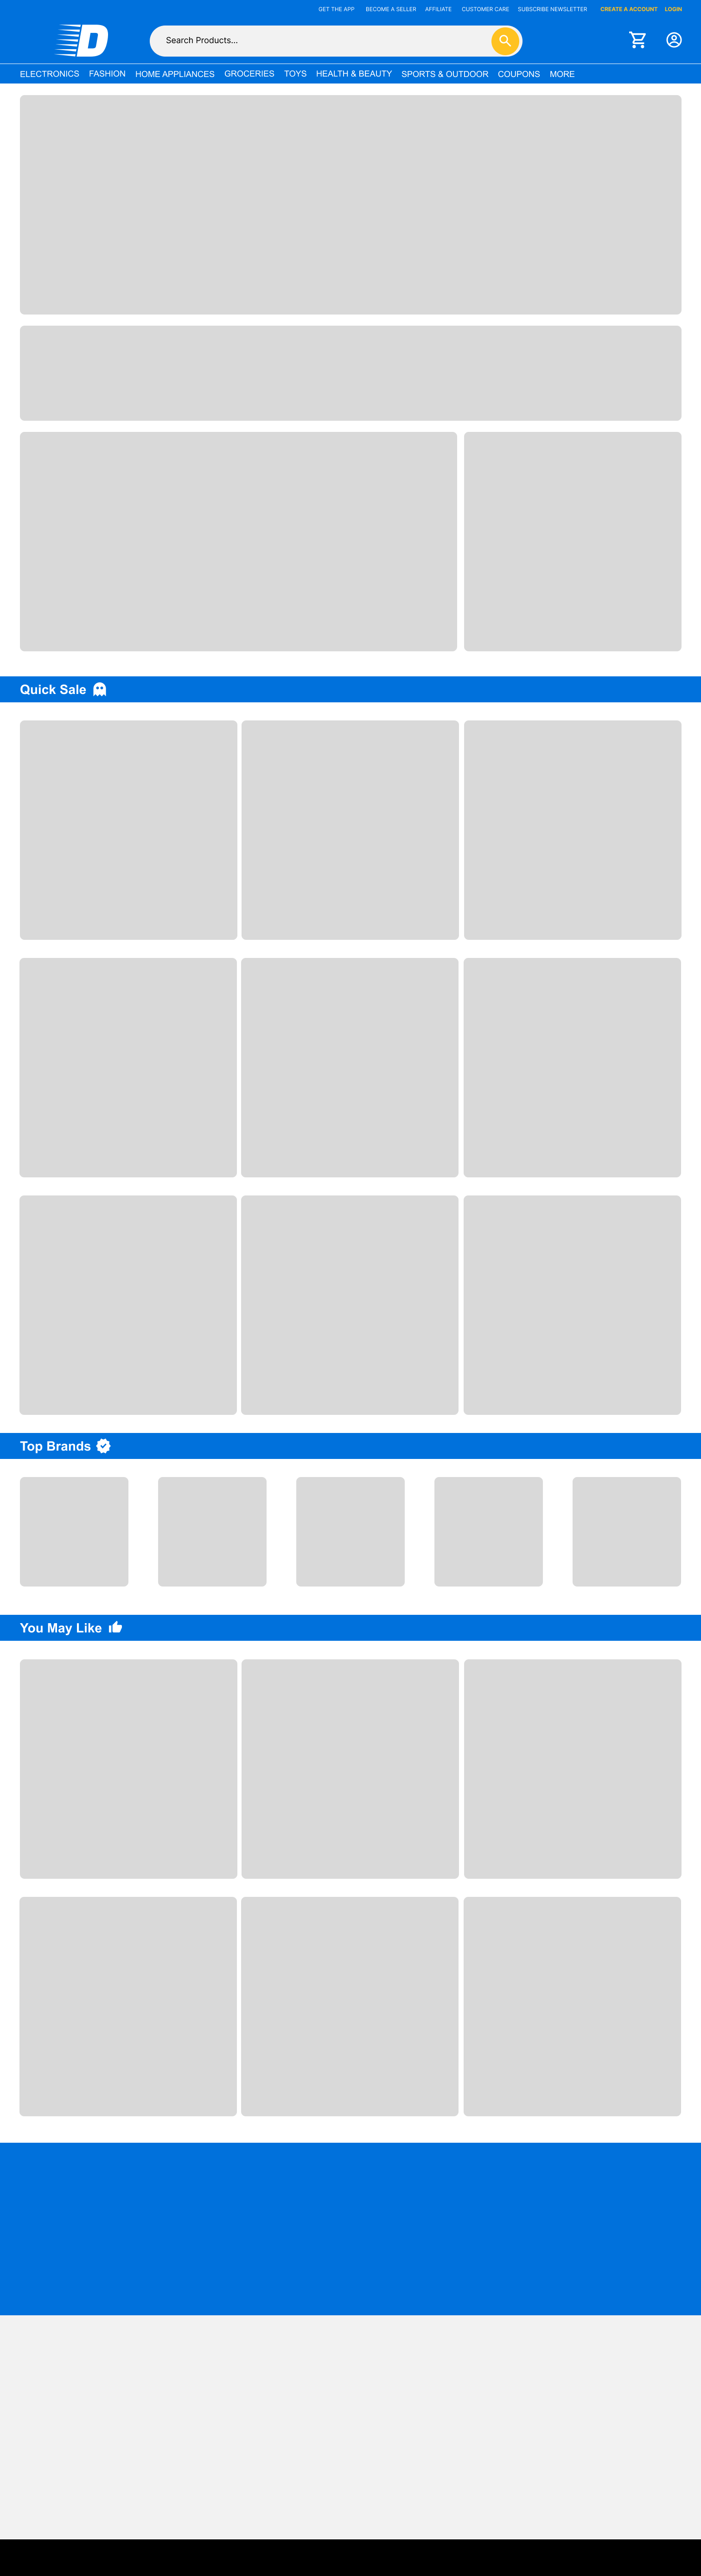 GET THE APP BECOME A SELLER AFFILIATE CUSTOMER CARE SUBSCRIBE NEWSLETTER CREATE A ACCOUNT LOGIN
D
Search Products...
ELECTRONICS FASHION HOME APPLIANCES GROCERIES TOYS HEALTH & BEAUTY SPORTS & OUTDOOR COUPONS MORE
Quick Sale
Top Brands
You May Like